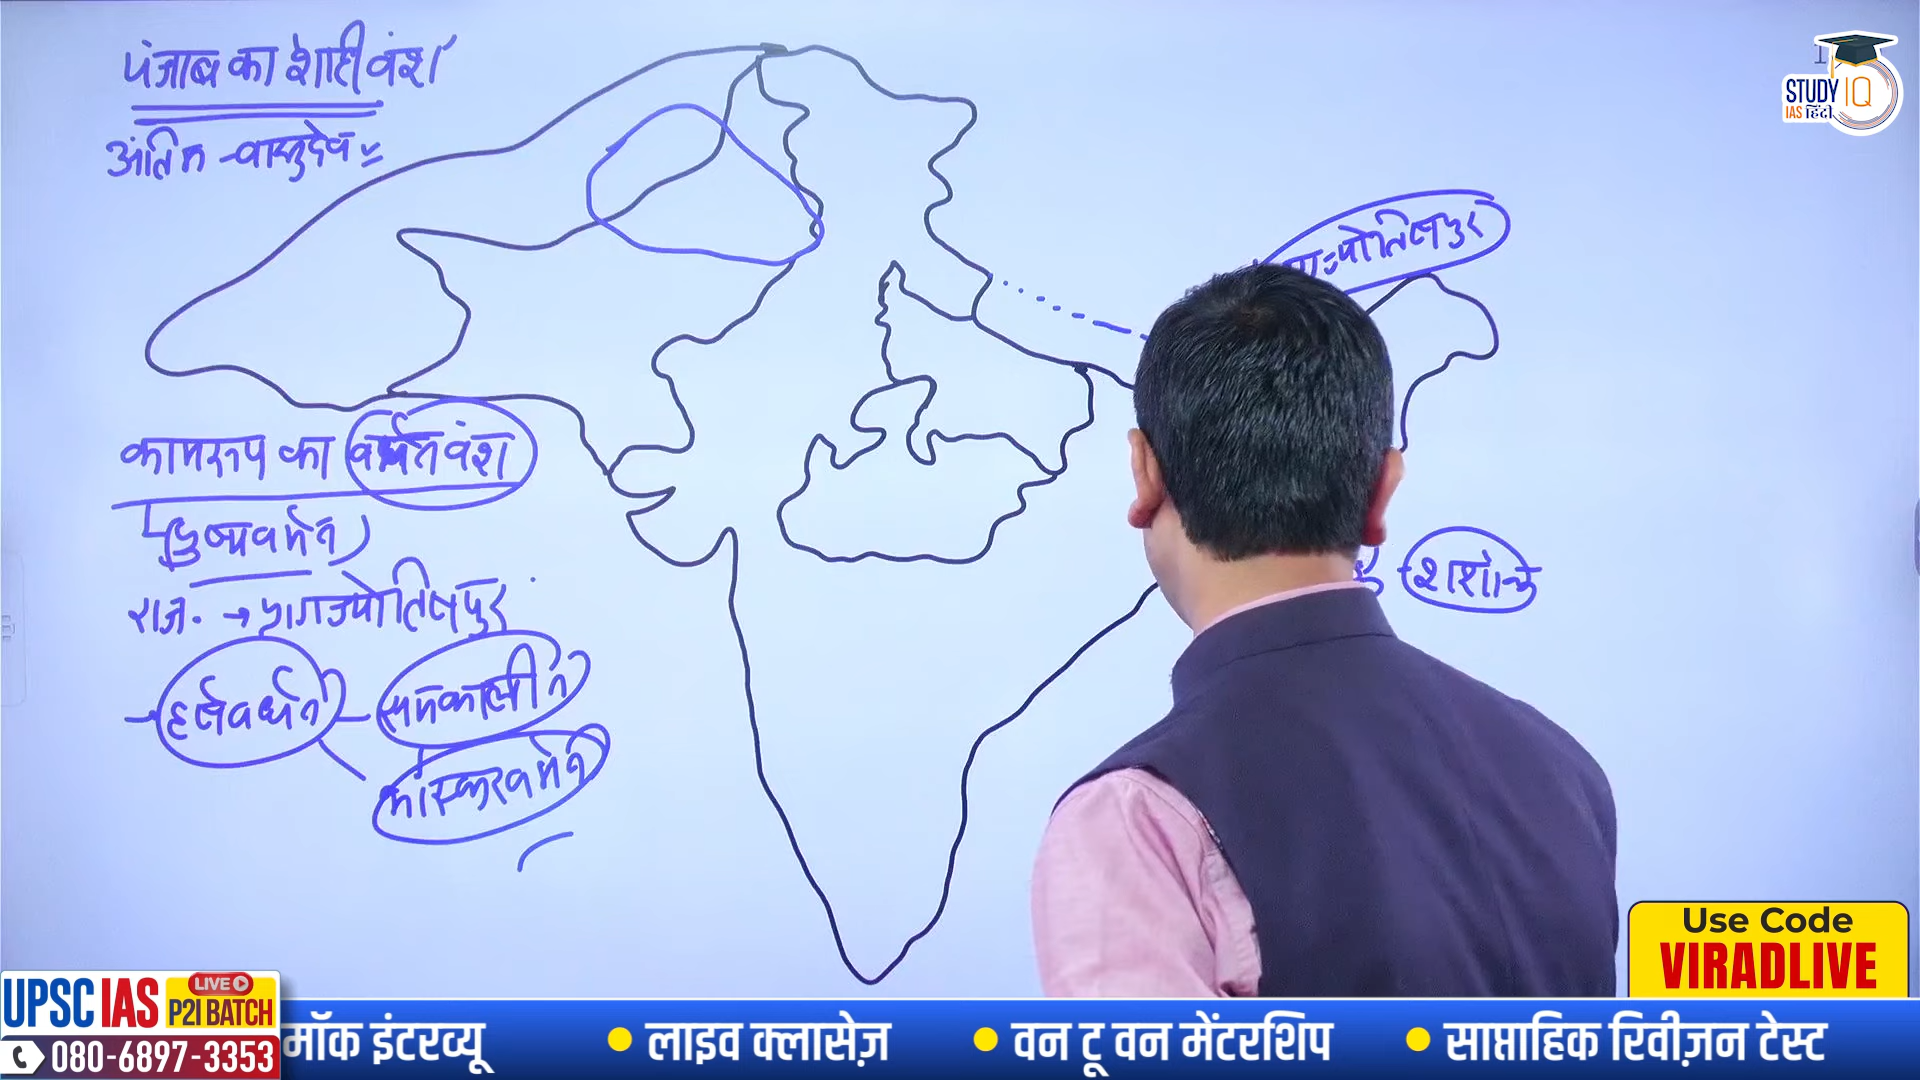 पंजाब का शाही वंश
अंतिम - वासुदेव
STUDY IQ
IAS हिंदी
प्राग्ज्योतिषपुर
कामरूप का वर्मन वंश
(पुष्यवर्मन)
राज. → प्राग्ज्योतिषपुर
→ हर्षवर्धन - समकालीन
भास्करवर्मन
शशांक
Use Code
VIRADLIVE
UPSC IAS LIVE
P2I BATCH
080-6897-3353
मॉक इंटरव्यू • लाइव क्लासेज़ • वन टू वन मेंटरशिप • साप्ताहिक रिवीज़न टेस्ट